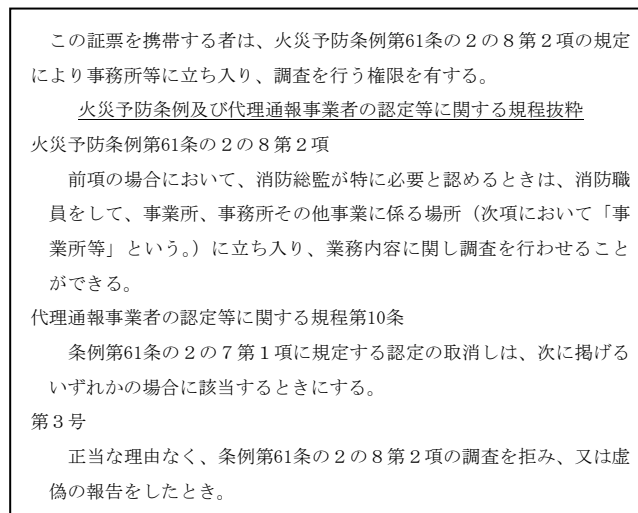 この証票を携帯する者は、火災予防条例第61条の２の８第２項の規定
により事務所等に立ち入り、調査を行う権限を有する。
火災予防条例及び代理通報事業者の認定等に関する規程抜粋
火災予防条例第61条の２の８第２項
前項の場合において、消防総監が特に必要と認めるときは、消防職
員をして、事業所、事務所その他事業に係る場所（次項において「事
業所等」という。）に立ち入り、業務内容に関し調査を行わせること
ができる。
代理通報事業者の認定等に関する規程第10条
条例第61条の２の７第１項に規定する認定の取消しは、次に掲げる
いずれかの場合に該当するときにする。
第３号
正当な理由なく、条例第61条の２の８第２項の調査を拒み、又は虚
偽の報告をしたとき。